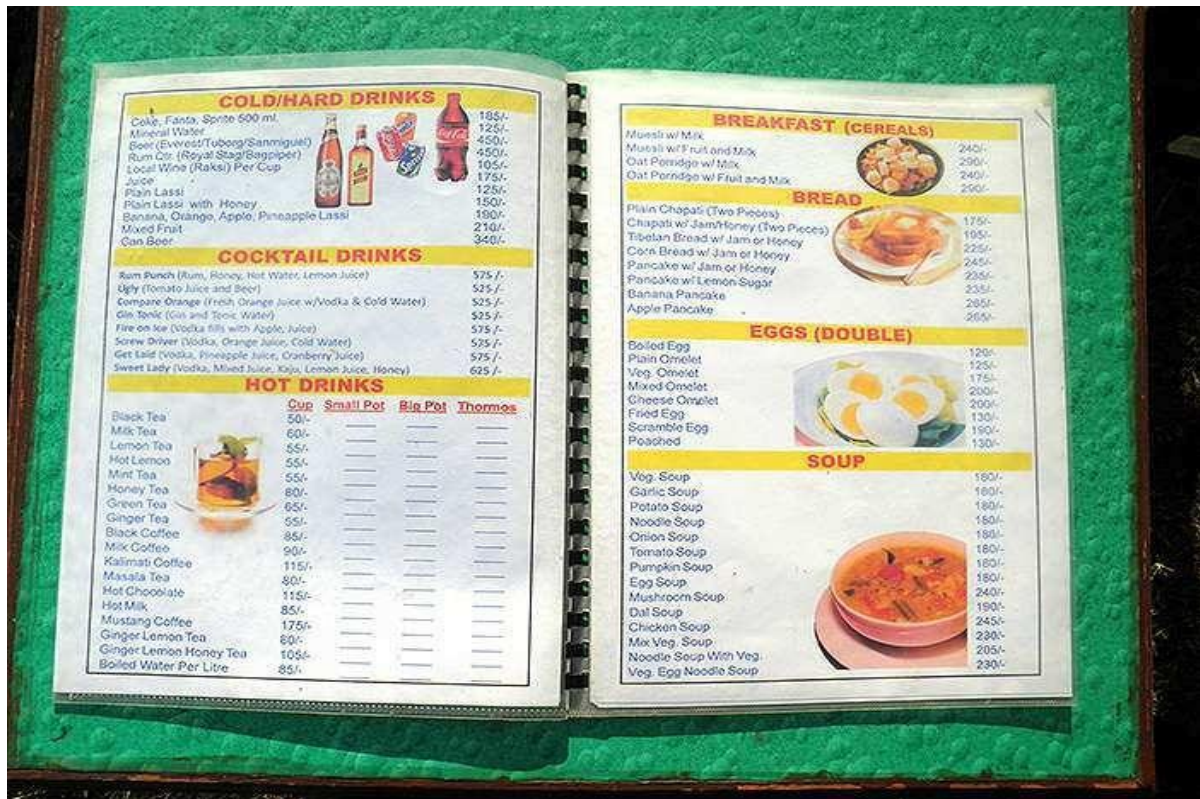 COLD/HARD DRINKS
Coke, Fanta, Sprite 500 ml. 185/-
Mineral Water 125/-
Beer (Everest/Tuborg/Sanmiguel) 450/-
Rum Qtr. (Royal Stag/Bagpiper) 450/-
Local Wine (Raksi) Per Cup 105/-
Juice 175/-
Plain Lassi 125/-
Plain Lassi with Honey 150/-
Banana, Orange, Apple, Pineapple Lassi 190/-
Mixed Fruit 210/-
Can Beer 340/-
COCKTAIL DRINKS
Rum Punch (Rum, Honey, Hot Water, Lemon Juice) 575 /-
Ugly (Tomato Juice and Beer) 525 /-
Compare Orange (Fresh Orange Juice w/Vodka & Cold Water) 525 /-
Gin Tonic (Gin and Tonic Water) 525 /-
Fire on Ice (Vodka fills with Apple, Juice) 575 /-
Screw Driver (Vodka, Orange Juice, Cold Water) 525 /-
Get Laid (Vodka, Pineapple Juice, Cranberry Juice) 575 /-
Sweet Lady (Vodka, Mixed Juice, Kaju, Lemon Juice, Honey) 625 /-
HOT DRINKS
Cup Small Pot Big Pot Thormos
Black Tea 50/-
Milk Tea 60/-
Lemon Tea 55/-
Hot Lemon 55/-
Mint Tea 55/-
Honey Tea 80/-
Green Tea 65/-
Ginger Tea 55/-
Black Coffee 85/-
Milk Coffee 90/-
Kalimati Coffee 115/-
Masala Tea 80/-
Hot Chocolate 115/-
Hot Milk 85/-
Mustang Coffee 175/-
Ginger Lemon Tea 80/-
Ginger Lemon Honey Tea 105/-
Boiled Water Per Litre 85/-
BREAKFAST (CEREALS)
Muesli w/ Milk 240/-
Muesli w/ Fruit and Milk 290/-
Oat Porridge w/ Milk 240/-
Oat Porridge w/ Fruit and Milk 290/-
BREAD
Plain Chapati (Two Pieces) 175/-
Chapati w/ Jam/Honey (Two Pieces) 195/-
Tibetan Bread w/ Jam or Honey 225/-
Corn Bread w/ Jam or Honey 245/-
Pancake w/ Jam or Honey 235/-
Pancake w/ Lemon Sugar 235/-
Banana Pancake 265/-
Apple Pancake 265/-
EGGS (DOUBLE)
Boiled Egg 120/-
Plain Omelet 125/-
Veg. Omelet 175/-
Mixed Omelet 200/-
Cheese Omelet 200/-
Fried Egg 130/-
Scramble Egg 190/-
Poached 130/-
SOUP
Veg. Soup 180/-
Garlic Soup 180/-
Potato Soup 180/-
Noodle Soup 180/-
Onion Soup 180/-
Tomato Soup 180/-
Pumpkin Soup 180/-
Egg Soup 180/-
Mushroom Soup 240/-
Dal Soup 190/-
Chicken Soup 245/-
Mix Veg. Soup 230/-
Noodle Soup With Veg. 205/-
Veg. Egg Noodle Soup 230/-